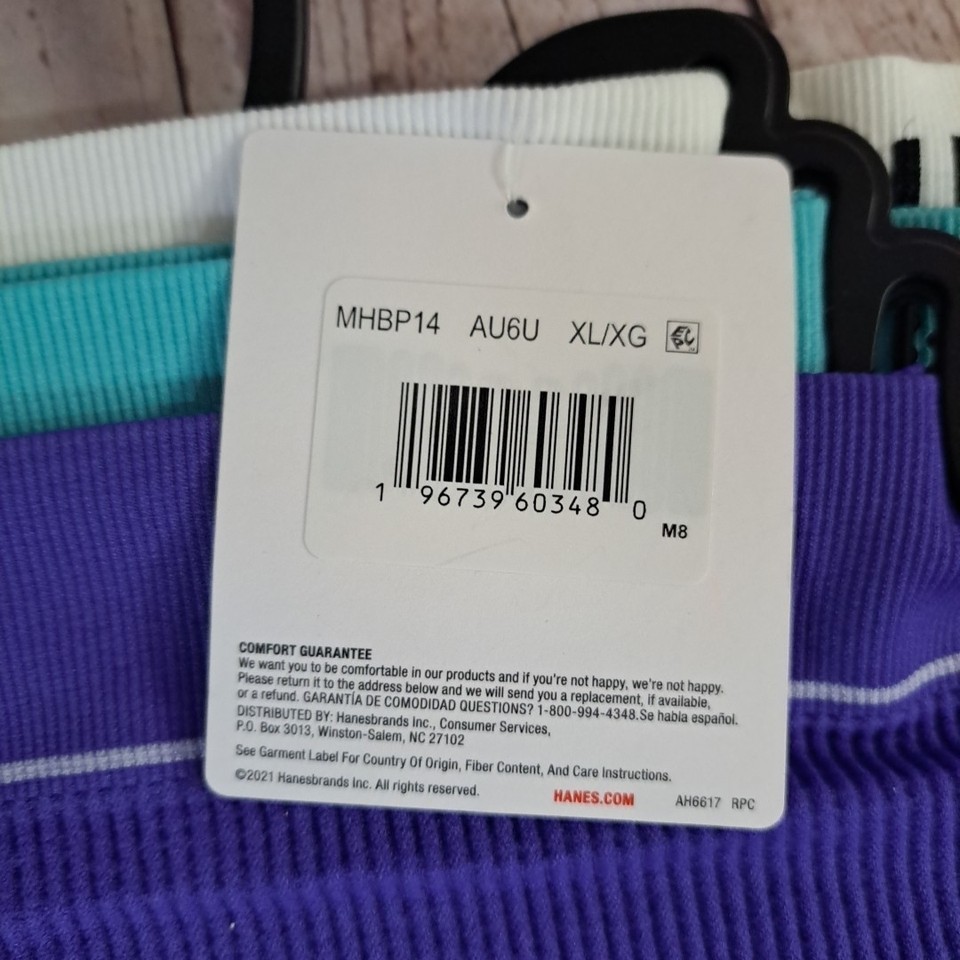 MHBP14 AU6U XL/XG
1 96739 60348 0
M8
COMFORT GUARANTEE
We want you to be comfortable in our products and if you're not happy, we're not happy.
Please return it to the address below and we will send you a replacement, if available,
or a refund. GARANTÍA DE COMODIDAD QUESTIONS? 1-800-994-4348.Se habla español.
DISTRIBUTED BY: Hanesbrands Inc., Consumer Services,
P.O. Box 3013, Winston-Salem, NC 27102
See Garment Label For Country Of Origin, Fiber Content, And Care Instructions.
©2021 Hanesbrands Inc. All rights reserved.
HANES.COM
AH6617 RPC